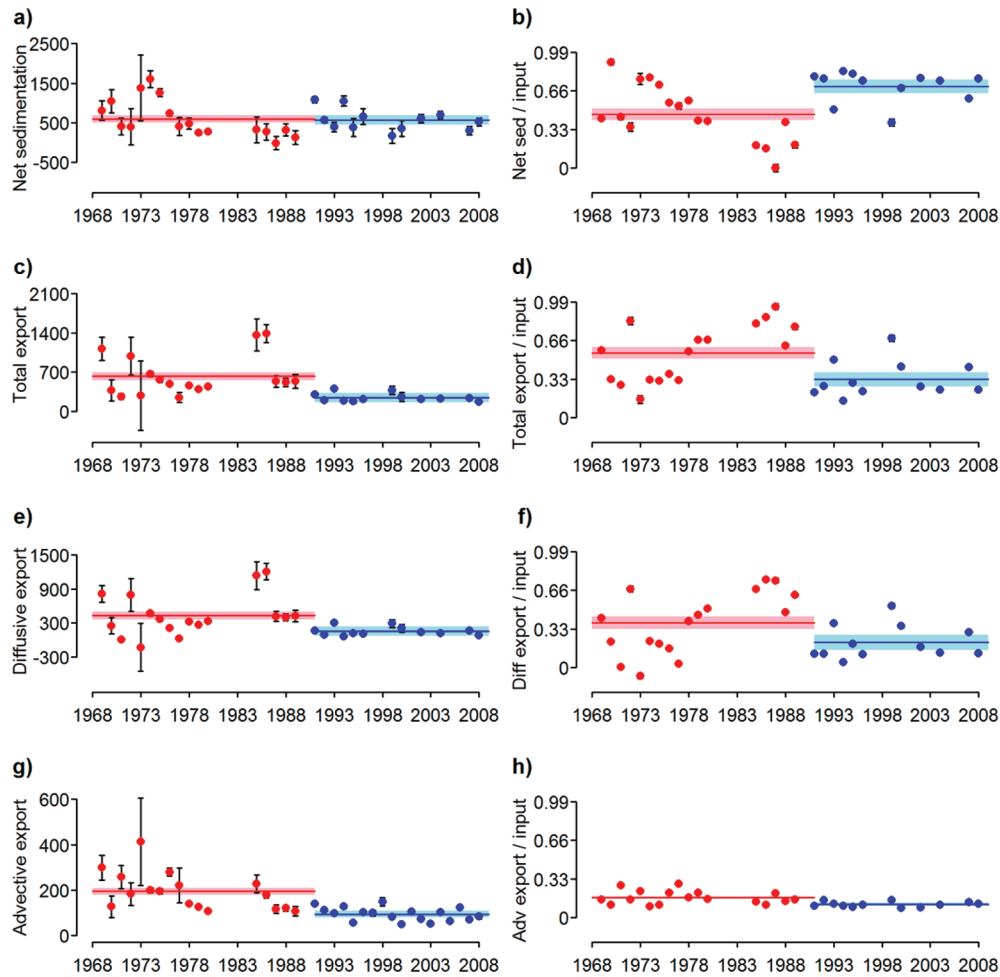 a)
Net sedimentation
2500
1500
500
-500
1968 1973 1978 1983 1988 1993 1998 2003 2008
b)
Net sed / input
0.99
0.66
0.33
0
1968 1973 1978 1983 1988 1993 1998 2003 2008
c)
Total export
2100
1400
700
0
1968 1973 1978 1983 1988 1993 1998 2003 2008
d)
Total export / input
0.99
0.66
0.33
0
1968 1973 1978 1983 1988 1993 1998 2003 2008
e)
Diffusive export
1500
900
300
-300
1968 1973 1978 1983 1988 1993 1998 2003 2008
f)
Diff export / input
0.99
0.66
0.33
0
1968 1973 1978 1983 1988 1993 1998 2003 2008
g)
Advective export
600
400
200
0
1968 1973 1978 1983 1988 1993 1998 2003 2008
h)
Adv export / input
0.99
0.66
0.33
0
1968 1973 1978 1983 1988 1993 1998 2003 2008